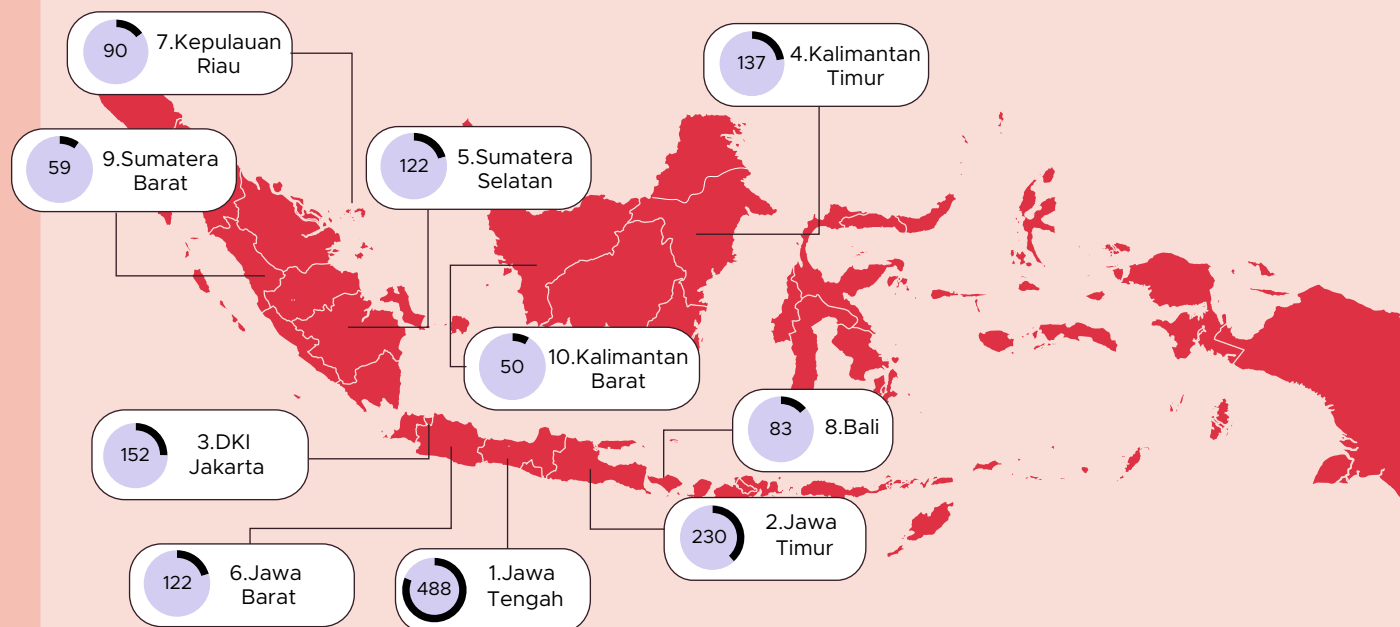 90
7.Kepulauan
Riau
137
4.Kalimantan
Timur
59
9.Sumatera
Barat
122
5.Sumatera
Selatan
50
10.Kalimantan
Barat
83
8.Bali
152
3.DKI
Jakarta
230
2.Jawa
Timur
122
6.Jawa
Barat
488
1.Jawa
Tengah